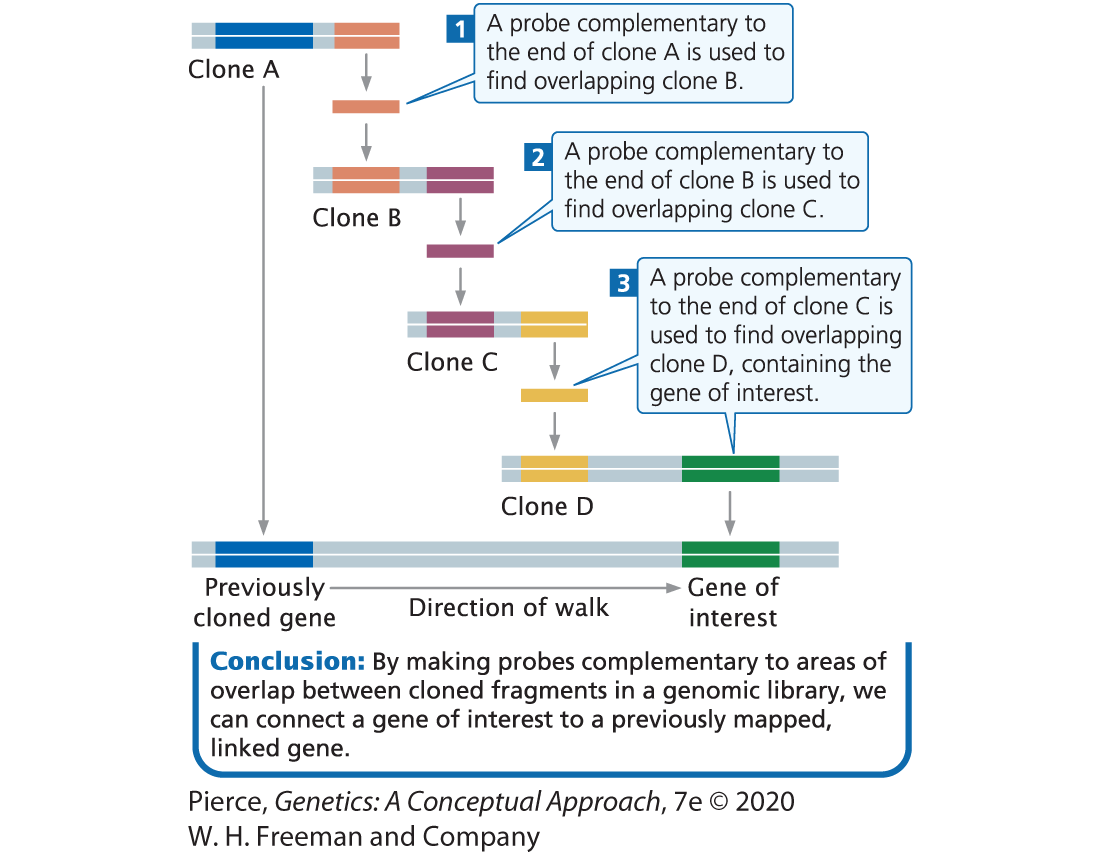 Clone A
1
A probe complementary to
the end of clone A is used to
find overlapping clone B.
Clone B
2
A probe complementary to
the end of clone B is used to
find overlapping clone C.
Clone C
3
A probe complementary
to the end of clone C is
used to find overlapping
clone D, containing the
gene of interest.
Clone D
Previously
cloned gene
Direction of walk
Gene of
interest
Conclusion: By making probes complementary to areas of
overlap between cloned fragments in a genomic library, we
can connect a gene of interest to a previously mapped,
linked gene.
Pierce, Genetics: A Conceptual Approach, 7e © 2020
W. H. Freeman and Company